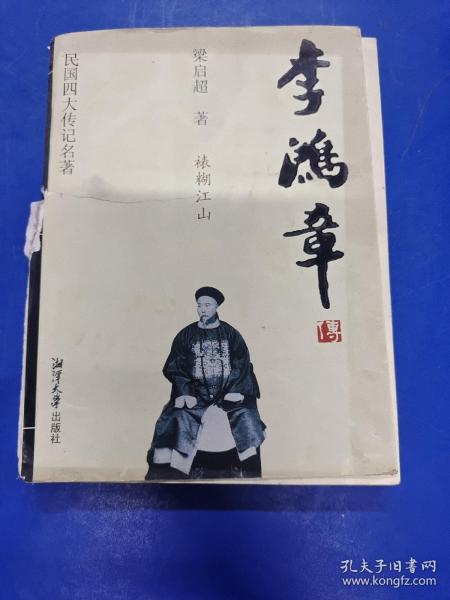 李鸿章
傳
梁启超 著 裱糊江山
民国四大传记名著
湘潭大学出版社
孔夫子旧书网
www.kongfz.com